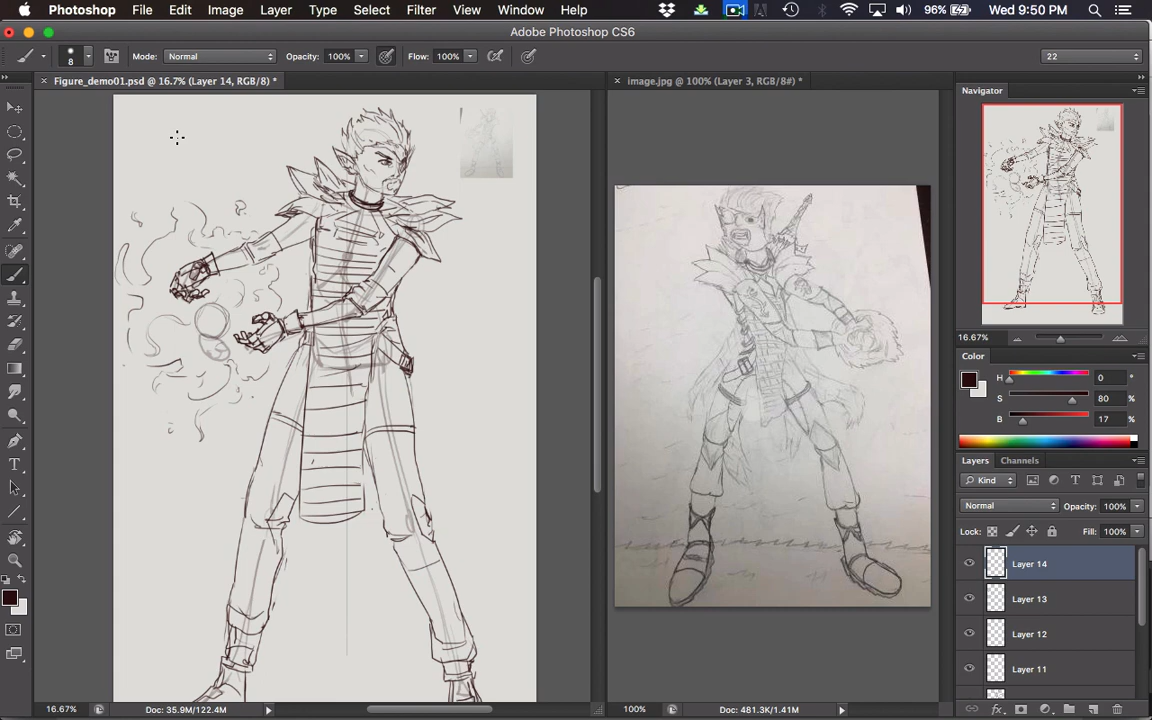 Photoshop File Edit Image Layer Type Select Filter View Window Help 96% Wed 9:50 PM
Adobe Photoshop CS6
8 Mode: Normal Opacity: 100% Flow: 100% 22
Figure_demo01.psd @ 16.7% (Layer 14, RGB/8) *
image.jpg @ 100% (Layer 3, RGB/8#) *
Navigator
16.67%
Color
H 0 °
S 80 %
B 17 %
Layers Channels
Kind
Normal Opacity: 100%
Lock: Fill: 100%
Layer 14
Layer 13
Layer 12
Layer 11
16.67% Doc: 35.9M/122.4M
100% Doc: 481.3K/1.41M